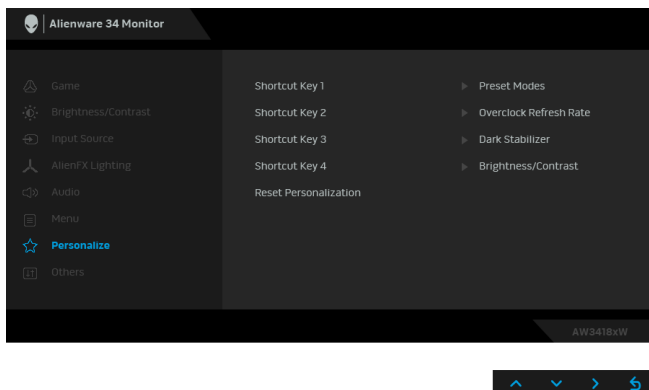 Alienware 34 Monitor
Game
Brightness/Contrast
Input Source
AlienFX Lighting
Audio
Menu
Personalize
Others
Shortcut Key 1 Preset Modes
Shortcut Key 2 Overclock Refresh Rate
Shortcut Key 3 Dark Stabilizer
Shortcut Key 4 Brightness/Contrast
Reset Personalization
AW3418xW